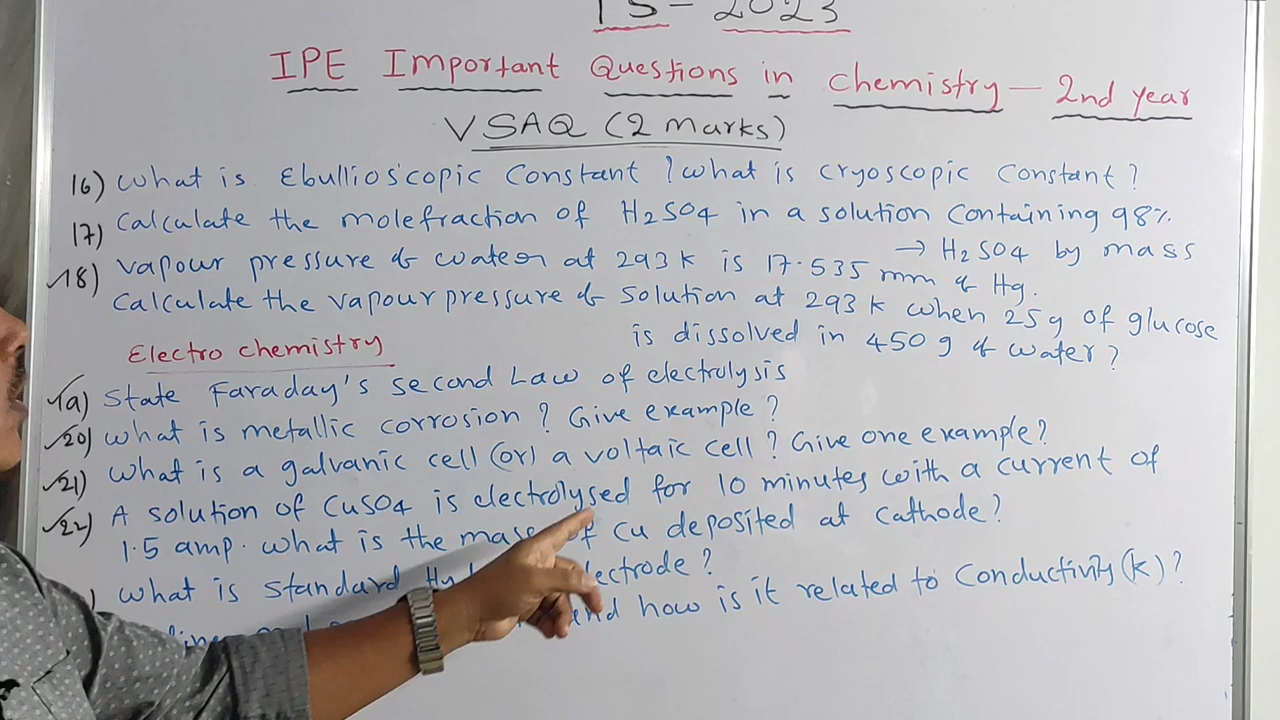 TS - 2023
IPE Important Questions in Chemistry - 2nd year
VSAQ (2 Marks)
16) What is Ebullioscopic Constant ? What is cryoscopic constant ?
17) Calculate the molefraction of H2SO4 in a solution containing 98%
→ H2SO4 by mass
18) Vapour pressure of water at 293 K is 17.535 mm of Hg.
Calculate the vapour pressure of solution at 293 K when 25 g of glucose
is dissolved in 450 g of water ?
Electro chemistry
19) State Faraday's second Law of electrolysis
20) What is metallic corrosion ? Give example ?
21) What is a galvanic cell (or) a voltaic cell ? Give one example ?
22) A solution of CuSO4 is electrolysed for 10 minutes with a current of
1.5 amp. What is the mass of Cu deposited at cathode ?
) What is standard electrode ?
and how is it related to Conductivity (k) ?